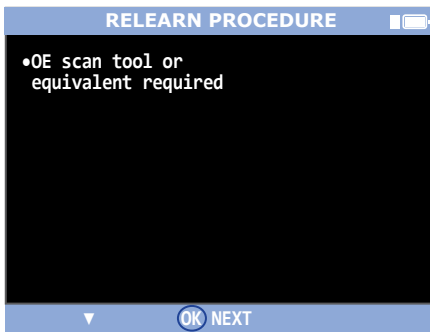 RELEARN PROCEDURE
•OE scan tool or
equivalent required
▼ OK NEXT